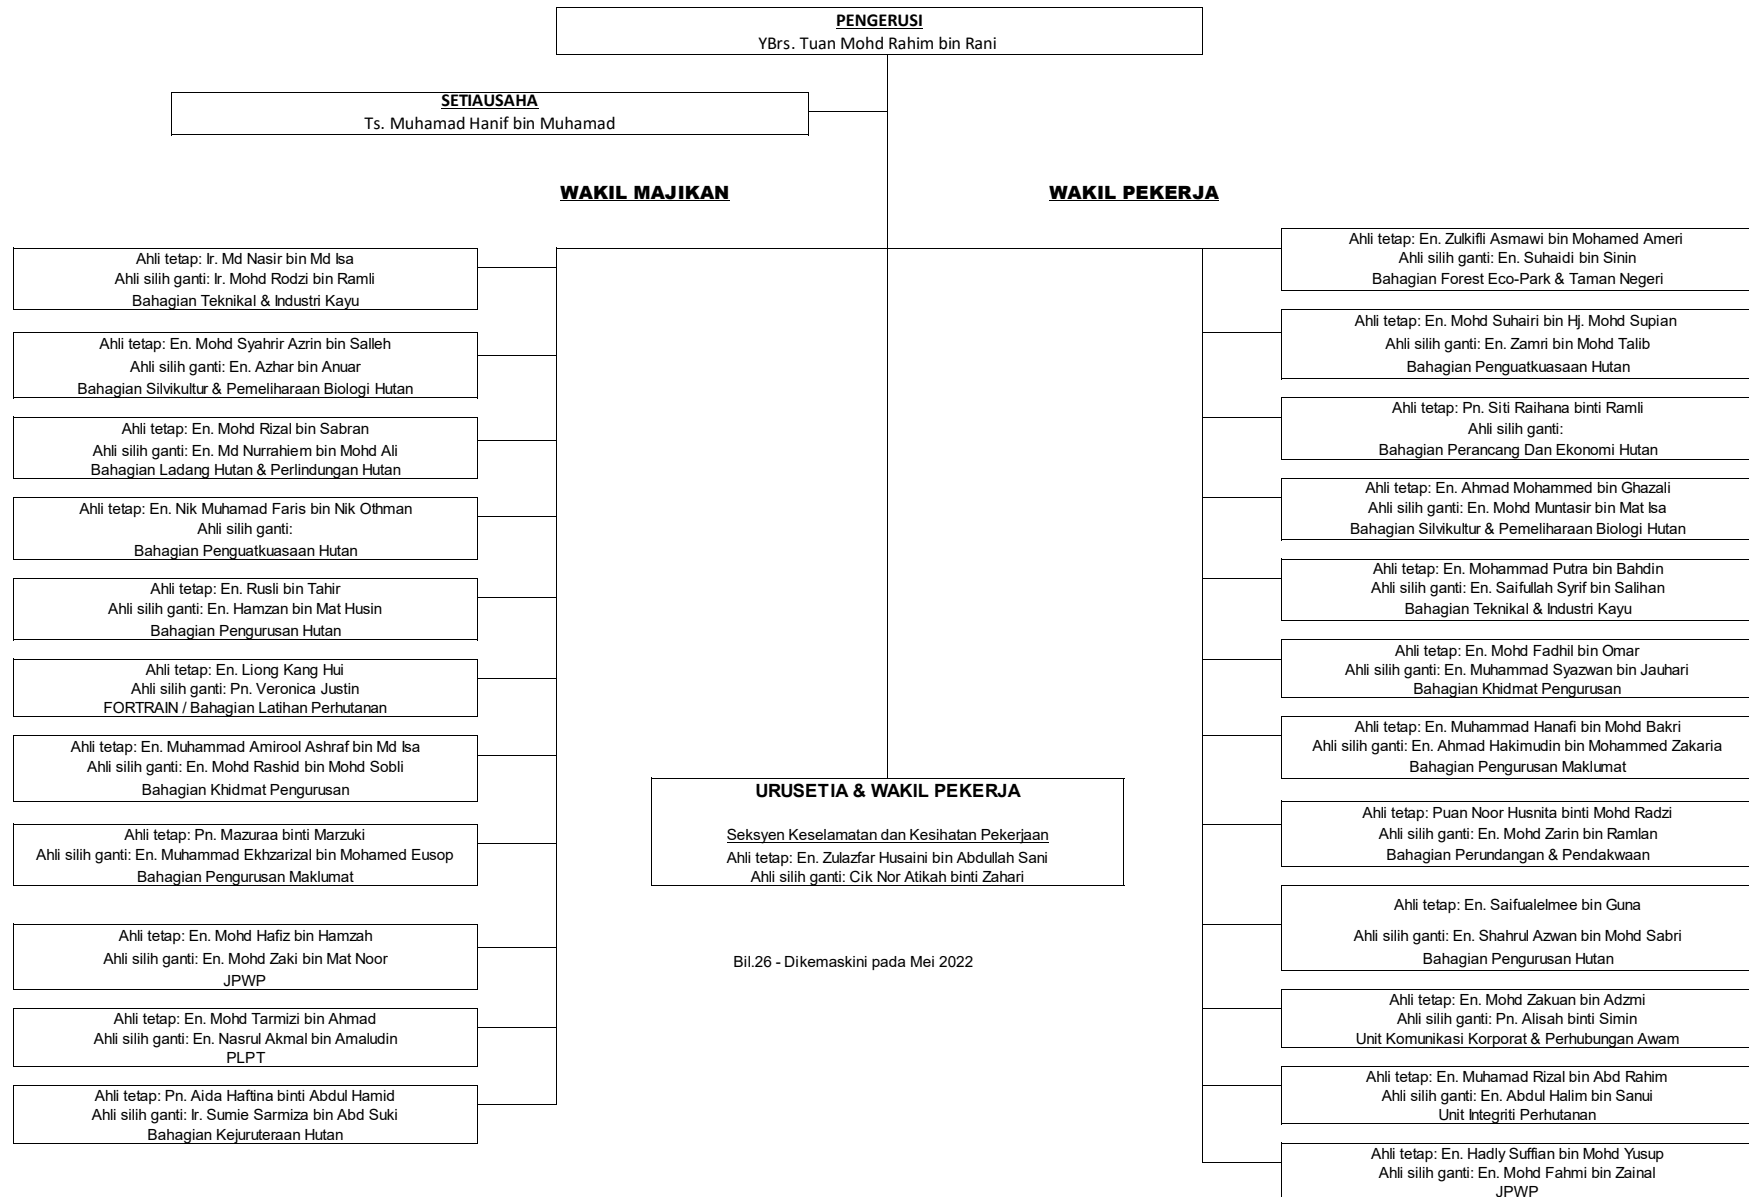 PENGERUSI
YBrs. Tuan Mohd Rahim bin Rani
SETIAUSAHA
Ts. Muhamad Hanif bin Muhamad
WAKIL MAJIKAN
Ahli tetap: Ir. Md Nasir bin Md Isa
Ahli silih ganti: Ir. Mohd Rodzi bin Ramli
Bahagian Teknikal & Industri Kayu
Ahli tetap: En. Mohd Syahrir Azrin bin Salleh
Ahli silih ganti: En. Azhar bin Anuar
Bahagian Silvikultur & Pemeliharaan Biologi Hutan
Ahli tetap: En. Mohd Rizal bin Sabran
Ahli silih ganti: En. Md Nurrahiem bin Mohd Ali
Bahagian Ladang Hutan & Perlindungan Hutan
Ahli tetap: En. Nik Muhamad Faris bin Nik Othman
Ahli silih ganti:
Bahagian Penguatkuasaan Hutan
Ahli tetap: En. Rusli bin Tahir
Ahli silih ganti: En. Hamzan bin Mat Husin
Bahagian Pengurusan Hutan
Ahli tetap: En. Liong Kang Hui
Ahli silih ganti: Pn. Veronica Justin
FORTRAIN / Bahagian Latihan Perhutanan
Ahli tetap: En. Muhammad Amirool Ashraf bin Md Isa
Ahli silih ganti: En. Mohd Rashid bin Mohd Sobli
Bahagian Khidmat Pengurusan
Ahli tetap: Pn. Mazuraa binti Marzuki
Ahli silih ganti: En. Muhammad Ekhzarizal bin Mohamed Eusop
Bahagian Pengurusan Maklumat
Ahli tetap: En. Mohd Hafiz bin Hamzah
Ahli silih ganti: En. Mohd Zaki bin Mat Noor
JPWP
Ahli tetap: En. Mohd Tarmizi bin Ahmad
Ahli silih ganti: En. Nasrul Akmal bin Amaludin
PLPT
Ahli tetap: Pn. Aida Haftina binti Abdul Hamid
Ahli silih ganti: Ir. Sumie Sarmiza bin Abd Suki
Bahagian Kejuruteraan Hutan
WAKIL PEKERJA
Ahli tetap: En. Zulkifli Asmawi bin Mohamed Ameri
Ahli silih ganti: En. Suhaidi bin Sinin
Bahagian Forest Eco-Park & Taman Negeri
Ahli tetap: En. Mohd Suhairi bin Hj. Mohd Supian
Ahli silih ganti: En. Zamri bin Mohd Talib
Bahagian Penguatkuasaan Hutan
Ahli tetap: Pn. Siti Raihana binti Ramli
Ahli silih ganti:
Bahagian Perancang Dan Ekonomi Hutan
Ahli tetap: En. Ahmad Mohammed bin Ghazali
Ahli silih ganti: En. Mohd Muntasir bin Mat Isa
Bahagian Silvikultur & Pemeliharaan Biologi Hutan
Ahli tetap: En. Mohammad Putra bin Bahdin
Ahli silih ganti: En. Saifullah Syrif bin Salihan
Bahagian Teknikal & Industri Kayu
Ahli tetap: En. Mohd Fadhil bin Omar
Ahli silih ganti: En. Muhammad Syazwan bin Jauhari
Bahagian Khidmat Pengurusan
Ahli tetap: En. Muhammad Hanafi bin Mohd Bakri
Ahli silih ganti: En. Ahmad Hakimudin bin Mohammed Zakaria
Bahagian Pengurusan Maklumat
Ahli tetap: Puan Noor Husnita binti Mohd Radzi
Ahli silih ganti: En. Mohd Zarin bin Ramlan
Bahagian Perundangan & Pendakwaan
Ahli tetap: En. Saifualelmee bin Guna
Ahli silih ganti: En. Shahrul Azwan bin Mohd Sabri
Bahagian Pengurusan Hutan
Ahli tetap: En. Mohd Zakuan bin Adzmi
Ahli silih ganti: Pn. Alisah binti Simin
Unit Komunikasi Korporat & Perhubungan Awam
Ahli tetap: En. Muhamad Rizal bin Abd Rahim
Ahli silih ganti: En. Abdul Halim bin Sanui
Unit Integriti Perhutanan
Ahli tetap: En. Hadly Suffian bin Mohd Yusup
Ahli silih ganti: En. Mohd Fahmi bin Zainal
JPWP
URUSETIA & WAKIL PEKERJA
Seksyen Keselamatan dan Kesihatan Pekerjaan
Ahli tetap: En. Zulazfar Husaini bin Abdullah Sani
Ahli silih ganti: Cik Nor Atikah binti Zahari
Bil.26 - Dikemaskini pada Mei 2022